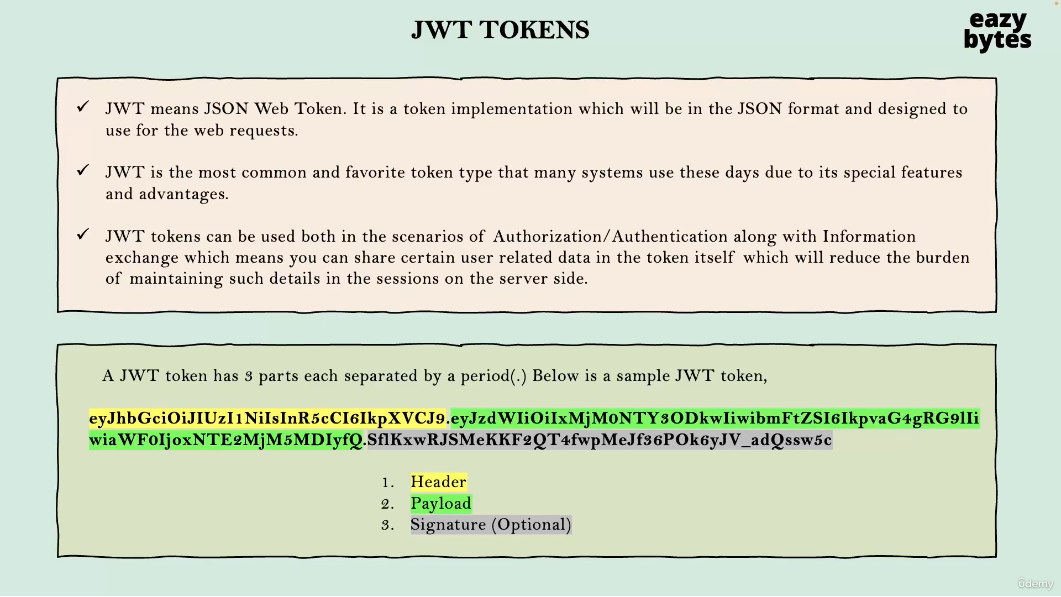 JWT TOKENS
eazy
bytes
✓ JWT means JSON Web Token. It is a token implementation which will be in the JSON format and designed to
use for the web requests.
✓ JWT is the most common and favorite token type that many systems use these days due to its special features
and advantages.
✓ JWT tokens can be used both in the scenarios of Authorization/Authentication along with Information
exchange which means you can share certain user related data in the token itself which will reduce the burden
of maintaining such details in the sessions on the server side.
A JWT token has 3 parts each separated by a period(.) Below is a sample JWT token,
eyJhbGciOiJIUzI1NiIsInR5cCI6IkpXVCJ9.eyJzdWIiOiIxMjM0NTY3ODkwIiwibmFtZSI6IkpvaG4gRG9lIi
wiaWF0IjoxNTE2MjM5MDIyfQ.SflKxwRJSMeKKF2QT4fwpMeJf36POk6yJV_adQssw5c
1. Header
2. Payload
3. Signature (Optional)
ûdemy